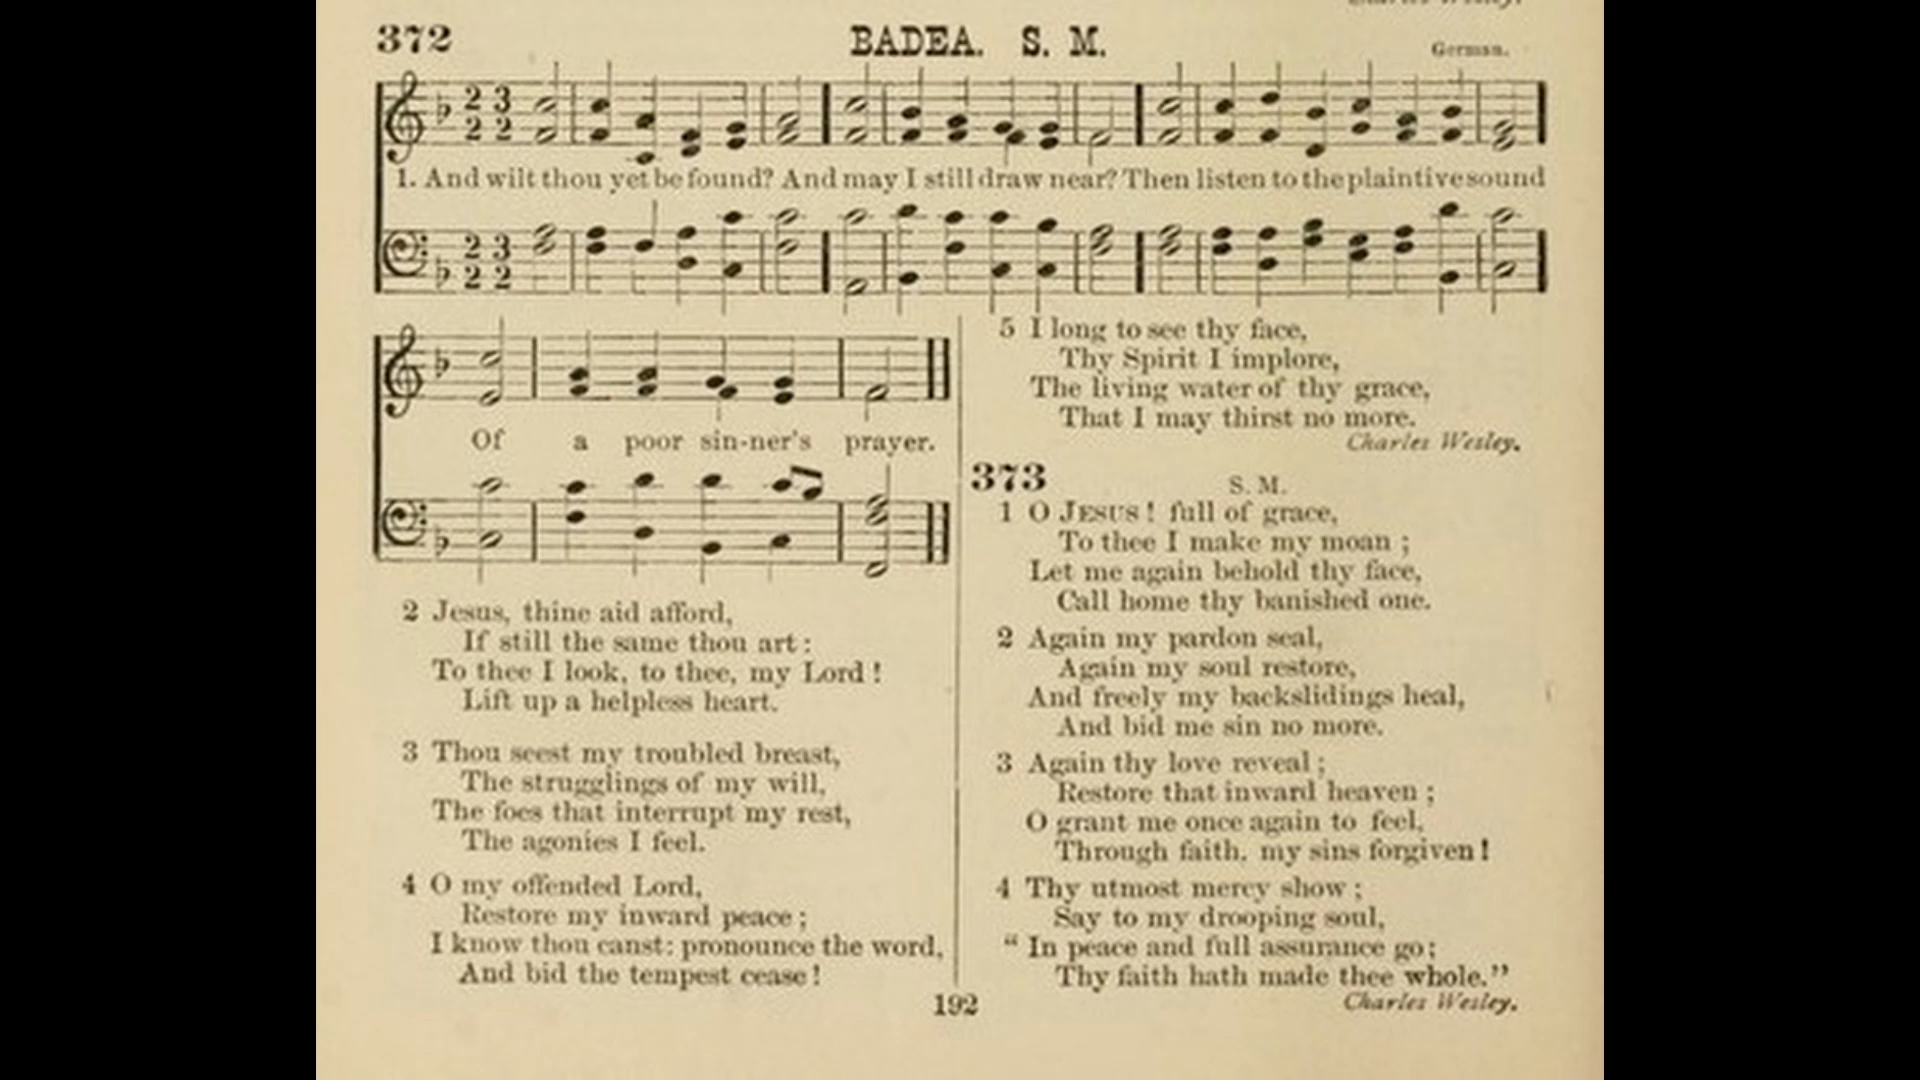 Charles Wesley.
372
BADEA. S. M.
German.
2 3
2 2
1. And wilt thou yet be found? And may I still draw near? Then listen to the plaintive sound
2 3
2 2
Of a poor sin-ner's prayer.
2 Jesus, thine aid afford,
If still the same thou art:
To thee I look, to thee, my Lord!
Lift up a helpless heart.
3 Thou seest my troubled breast,
The strugglings of my will,
The foes that interrupt my rest,
The agonies I feel.
4 O my offended Lord,
Restore my inward peace;
I know thou canst: pronounce the word,
And bid the tempest cease!
5 I long to see thy face,
Thy Spirit I implore,
The living water of thy grace,
That I may thirst no more.
Charles Wesley.
373
S. M.
1 O JESUS! full of grace,
To thee I make my moan;
Let me again behold thy face,
Call home thy banished one.
2 Again my pardon seal,
Again my soul restore,
And freely my backslidings heal,
And bid me sin no more.
3 Again thy love reveal;
Restore that inward heaven;
O grant me once again to feel,
Through faith. my sins forgiven!
4 Thy utmost mercy show;
Say to my drooping soul,
“ In peace and full assurance go;
Thy faith hath made thee whole.”
Charles Wesley.
192